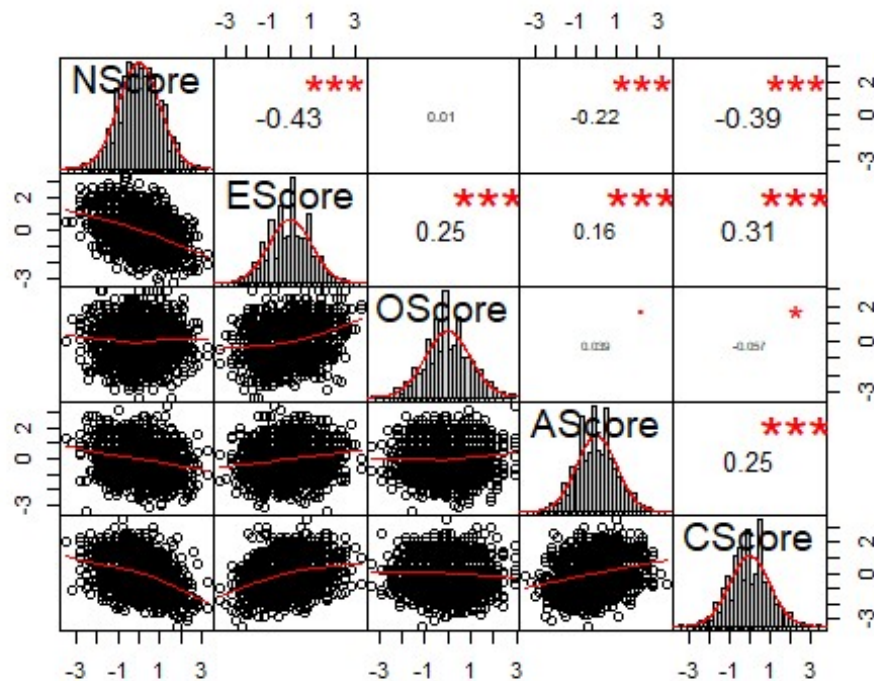 -3 -1 1 3 -3 -1 1 3
NScore *** *** ***
-0.43 0.01 -0.22 -0.39
-3 0 2
ESCore *** *** ***
0.25 0.16 0.31
-3 0 2
OScore . *
0.039 -0.057
-3 0 2
AScore ***
0.25
-3 0 2
CScore
-3 0 2
-3 -1 1 3 -3 -1 1 3 -3 -1 1 3